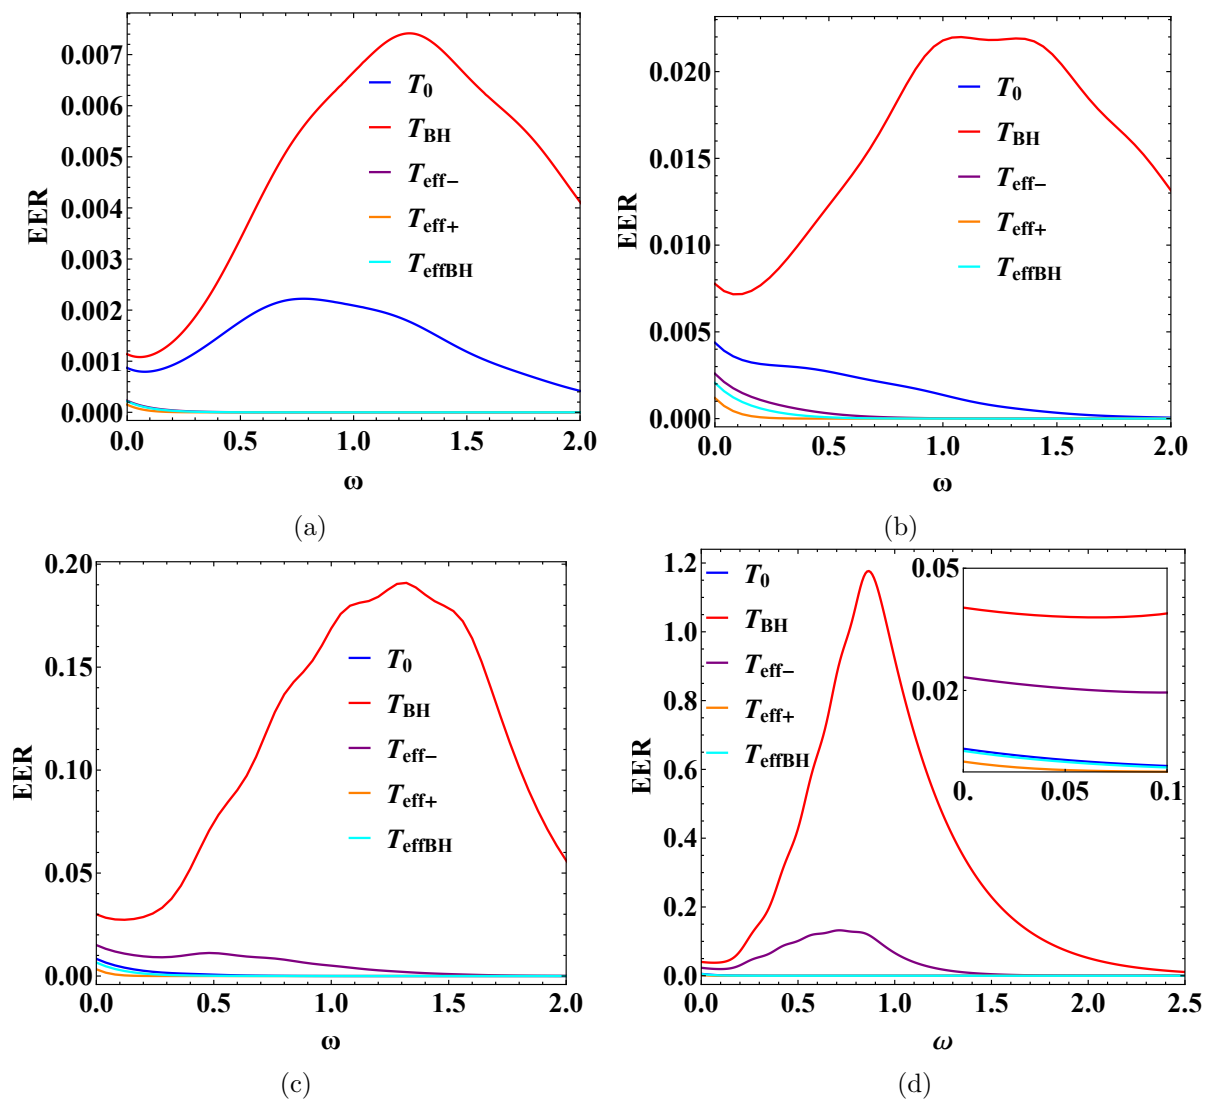 EER
0.007
0.006
0.005
0.004
0.003
0.002
0.001
0.000
T0
TBH
Teff−
Teff+
TeffBH
0.0 0.5 1.0 1.5 2.0
ω
(a)
EER
0.020
0.015
0.010
0.005
0.000
T0
TBH
Teff−
Teff+
TeffBH
0.0 0.5 1.0 1.5 2.0
ω
(b)
EER
0.20
0.15
0.10
0.05
0.00
T0
TBH
Teff−
Teff+
TeffBH
0.0 0.5 1.0 1.5 2.0
ω
(c)
EER
1.2
1.0
0.8
0.6
0.4
0.2
0.0
T0
TBH
Teff−
Teff+
TeffBH
0.05
0.02
0. 0.05 0.1
0.0 0.5 1.0 1.5 2.0 2.5
ω
(d)